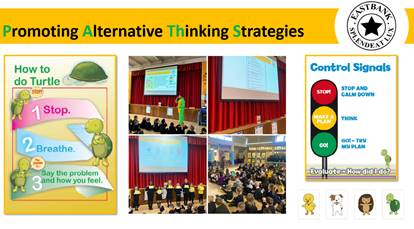 Promoting Alternative Thinking Strategies
EASTBANK
SPLENDEAT LUX
How to
do Turtle
STOP!
1 Stop.
2 Breathe.
3 Say the problem
and how you feel.
Control Signals
STOP!
STOP AND
CALM DOWN
MAKE A
PLAN
THINK
GO!
GO! - TRY
MY PLAN
Evaluate - How did I do?